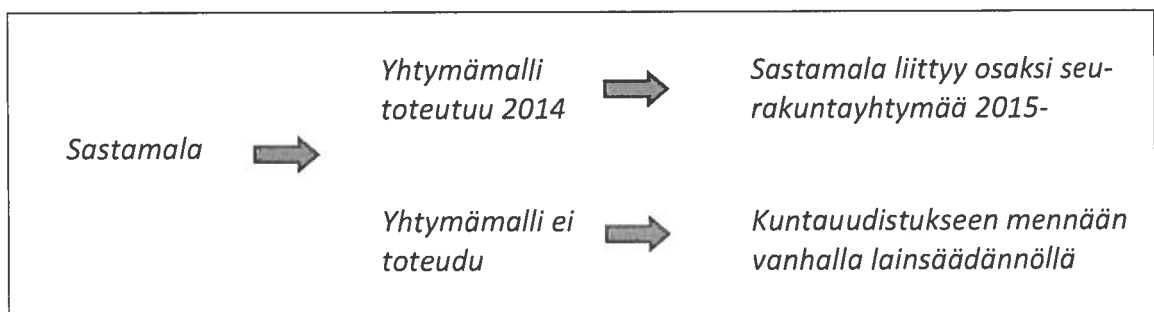 Yhtymämalli
toteutuu 2014
Sastamala liittyy osaksi seu-
rakuntayhtymää 2015-
Sastamala
Yhtymämalli ei
toteudu
Kuntauudistukseen mennään
vanhalla lainsäädännöllä